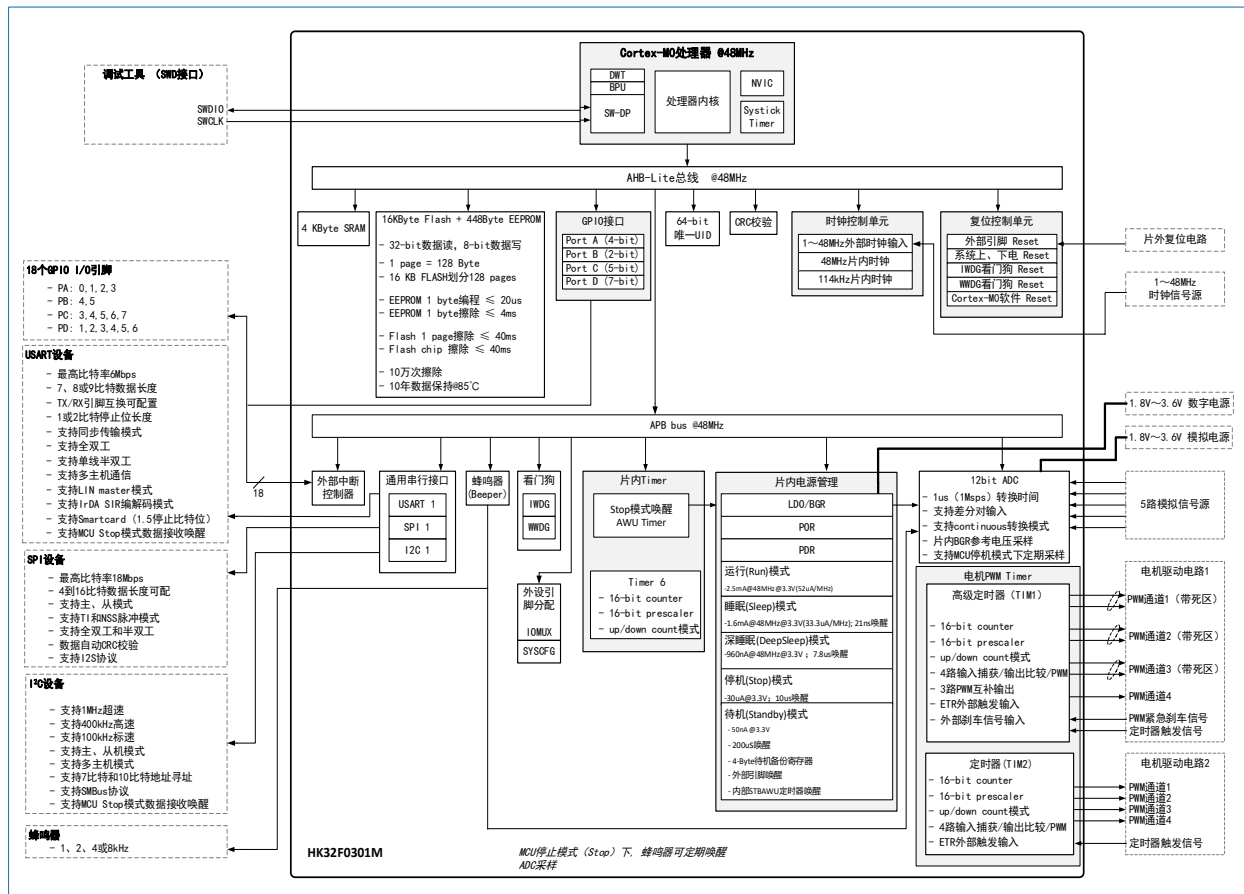 Cortex-M0处理器 @48MHz
DWT
BPU
SW-DP
处理器内核
NVIC
Systick
Timer
调试工具 （SWD接口）
SWDIO
SWCLK
AHB-Lite总线 @48MHz
4 KByte SRAM
16KByte Flash + 448Byte EEPROM
- 32-bit数据读, 8-bit数据写
- 1 page = 128 Byte
- 16 KB FLASH划分128 pages
- EEPROM 1 byte编程 ≤ 20us
- EEPROM 1 byte擦除 ≤ 4ms
- Flash 1 page擦除 ≤ 40ms
- Flash chip 擦除 ≤ 40ms
- 10万次擦除
- 10年数据保持@85℃
GPIO接口
Port A (4-bit)
Port B (2-bit)
Port C (5-bit)
Port D (7-bit)
64-bit
唯一UID
CRC校验
时钟控制单元
1～48MHz外部时钟输入
48MHz片内时钟
114kHz片内时钟
复位控制单元
外部引脚 Reset
系统上、下电 Reset
IWDG看门狗 Reset
WWDG看门狗 Reset
Cortex-M0软件 Reset
片外复位电路
1～48MHz
时钟信号源
18个GPIO I/O引脚
- PA: 0,1,2,3
- PB: 4,5
- PC: 3,4,5,6,7
- PD: 1,2,3,4,5,6
USART设备
- 最高比特率6Mbps
- 7、8或9比特数据长度
- TX/RX引脚互换可配置
- 1或2比特停止位长度
- 支持同步传输模式
- 支持全双工
- 支持单线半双工
- 支持多主机通信
- 支持LIN master模式
- 支持IrDA SIR编解码模式
- 支持Smartcard（1.5停止比特位）
- 支持MCU Stop模式数据接收唤醒
SPI设备
- 最高比特率18Mbps
- 4到16比特数据长度可配
- 支持主、从模式
- 支持TI和NSS脉冲模式
- 支持全双工和半双工
- 数据自动CRC校验
- 支持I2S协议
I²C设备
- 支持1MHz超速
- 支持400kHz高速
- 支持100kHz标速
- 支持主、从机模式
- 支持多主机模式
- 支持7比特和10比特地址寻址
- 支持SMBus协议
- 支持MCU Stop模式数据接收唤醒
蜂鸣器
- 1、2、4或8kHz
APB bus @48MHz
18
外部中断
控制器
通用串行接口
USART 1
SPI 1
I2C 1
蜂鸣器
(Beeper)
看门狗
IWDG
WWDG
外设引
脚分配
IOMUX
SYSCFG
片内Timer
Stop模式唤醒
AWU Timer
Timer 6
- 16-bit counter
- 16-bit prescaler
- up/down count模式
片内电源管理
LDO/BGR
POR
PDR
运行(Run)模式
-2.5mA@48MHz@3.3V(52uA/MHz)
睡眠(Sleep)模式
-1.6mA@48MHz@3.3V(33.3uA/MHz); 21ns唤醒
深睡眠(DeepSleep)模式
-960nA@48MHz@3.3V ; 7.8us唤醒
停机(Stop)模式
-30uA@3.3V; 10us唤醒
待机(Standby)模式
- 50nA @3.3V
- 200uS唤醒
- 4-Byte待机备份寄存器
- 外部引脚唤醒
- 内部STBAWU定时器唤醒
12bit ADC
- 1us（1Msps）转换时间
- 支持差分对输入
- 支持continuous转换模式
- 片内BGR参考电压采样
- 支持MCU停机模式下定期采样
1.8V～3.6V 数字电源
1.8V～3.6V 模拟电源
5路模拟信号源
电机PWM Timer
高级定时器（TIM1）
- 16-bit counter
- 16-bit prescaler
- up/down count模式
- 4路输入捕获/输出比较/PWM
- 3路PWM互补输出
- ETR外部触发输入
- 外部刹车信号输入
电机驱动电路1
PWM通道1（带死区）
PWM通道2（带死区）
PWM通道3（带死区）
PWM通道4
PWM紧急刹车信号
定时器触发信号
定时器(TIM2)
- 16-bit counter
- 16-bit prescaler
- up/down count模式
- 4路输入捕获/输出比较/PWM
- ETR外部触发输入
电机驱动电路2
PWM通道1
PWM通道2
PWM通道3
PWM通道4
定时器触发信号
HK32F0301M
MCU停止模式（Stop）下, 蜂鸣器可定期唤醒
ADC采样